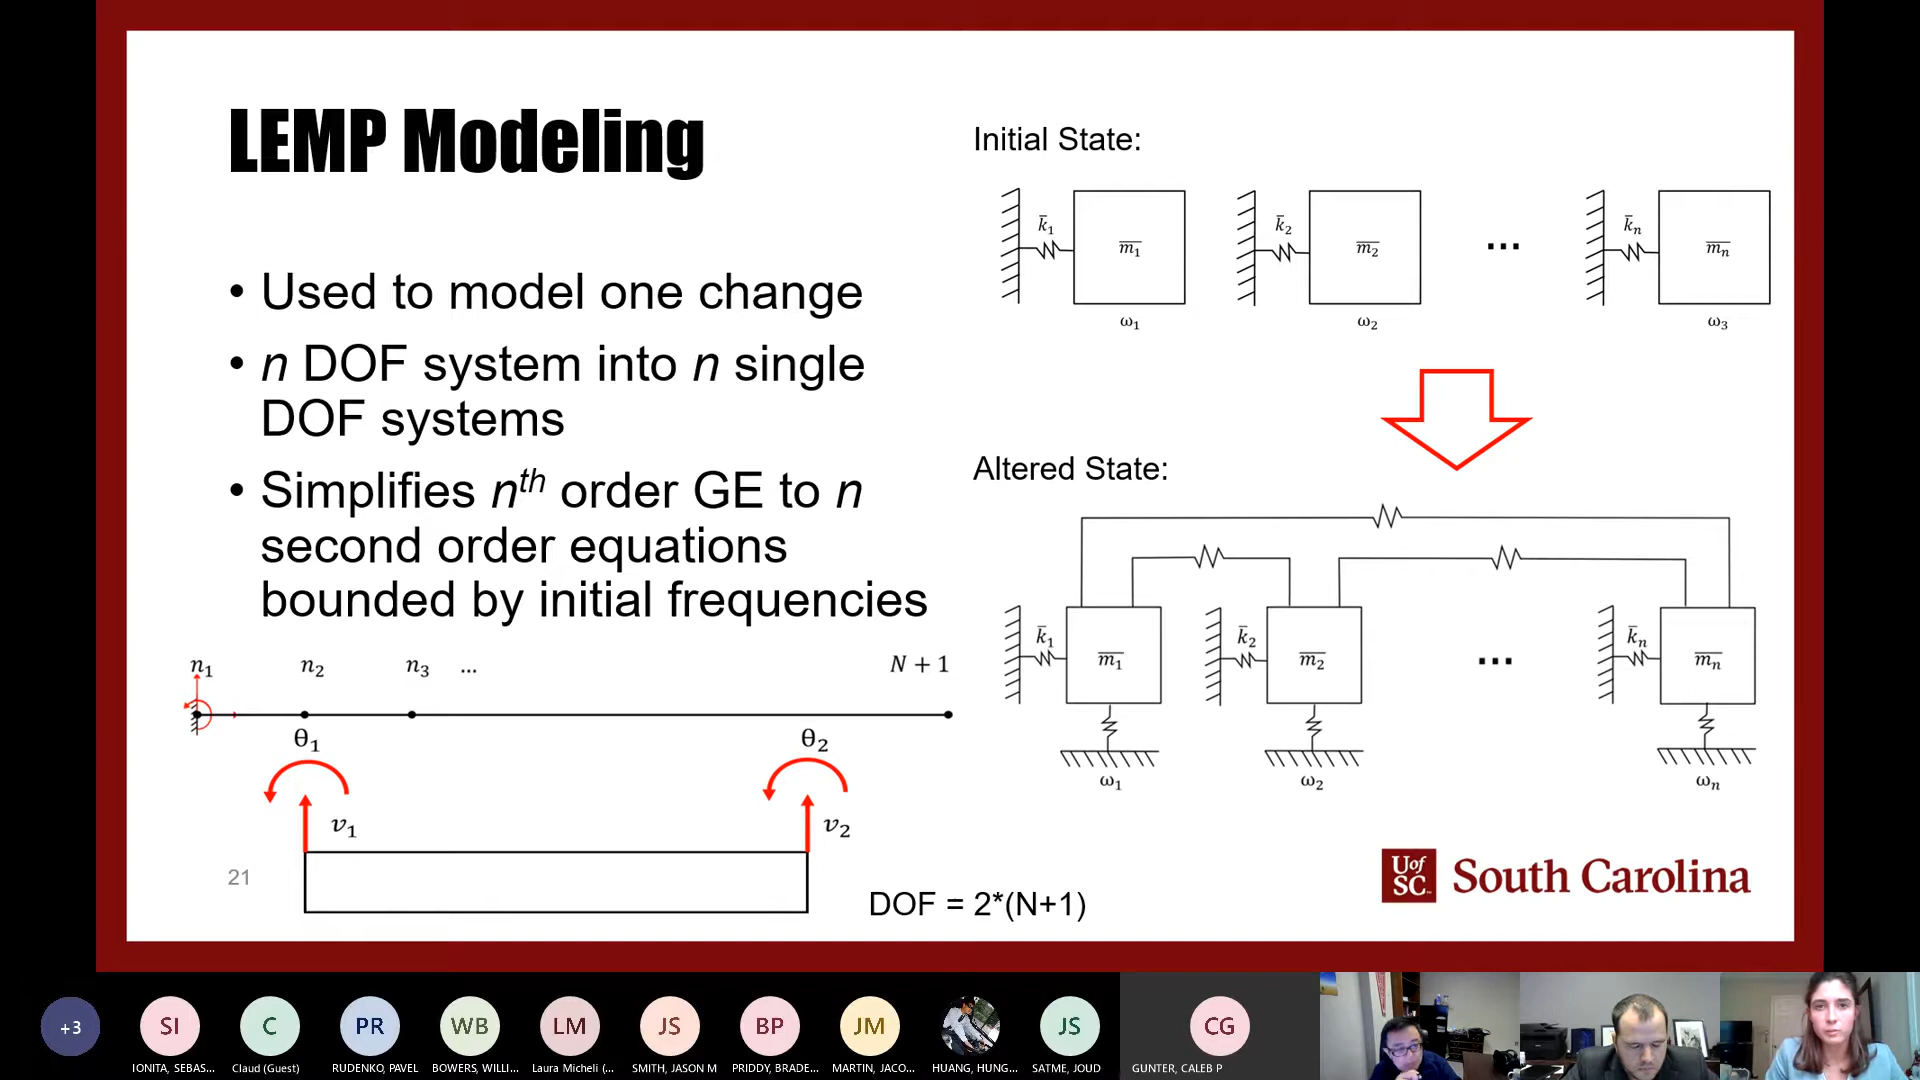 LEMP Modeling
• Used to model one change
• n DOF system into n single
DOF systems
• Simplifies nᵗʰ order GE to n
second order equations
bounded by initial frequencies
n₁ n₂ n₃ ... N + 1
θ₁ θ₂
v₁ v₂
21
DOF = 2*(N+1)
Initial State:
k̄₁ m̄₁ k̄₂ m̄₂ ... k̄ₙ m̄ₙ
ω₁ ω₂ ω₃
Altered State:
k̄₁ m̄₁ k̄₂ m̄₂ ... k̄ₙ m̄ₙ
ω₁ ω₂ ωₙ
UofSC South Carolina
+3 SI C PR WB LM JS BP JM JS CG
IONITA, SEBAS... Claud (Guest) RUDENKO, PAVEL BOWERS, WILLI... Laura Micheli (... SMITH, JASON M PRIDDY, BRADE... MARTIN, JACO... HUANG, HUNG... SATME, JOUD GUNTER, CALEB P